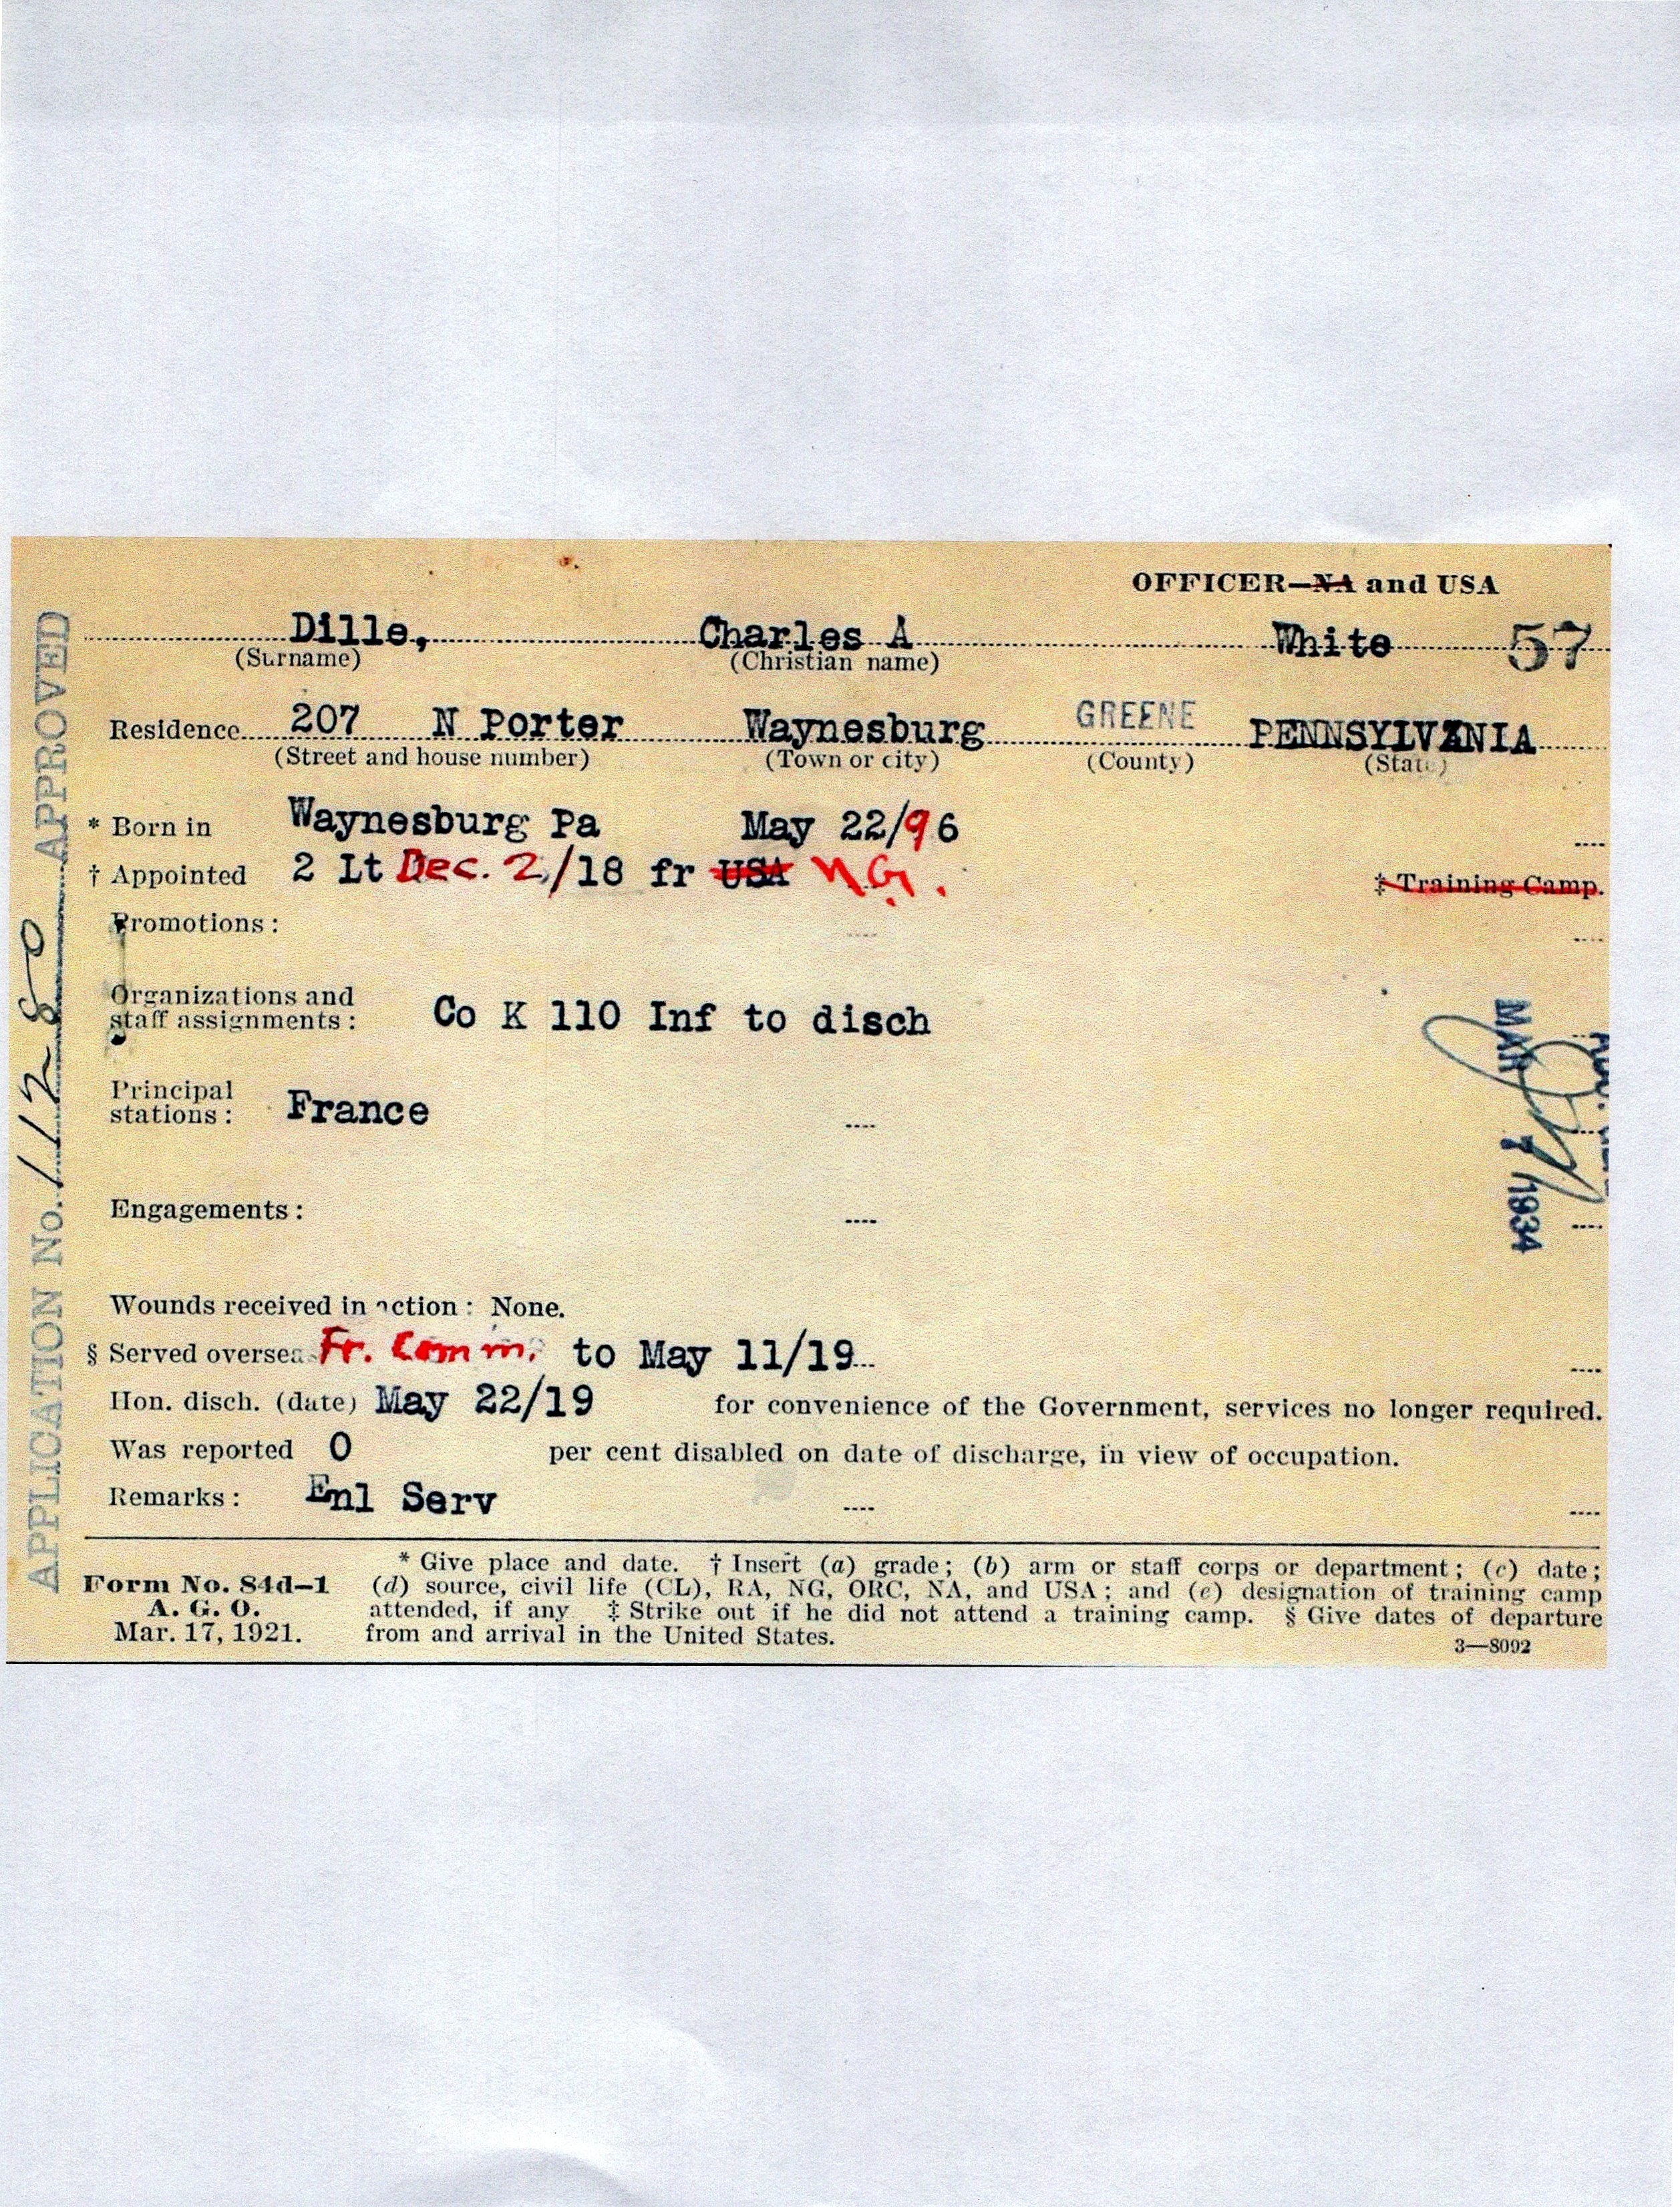 OFFICER—NA and USA
Dille, Charles A White 57
(Surname) (Christian name)
Residence 207 N Porter Waynesburg GREENE PENNSYLVANIA
(Street and house number) (Town or city) (County) (State)
* Born in Waynesburg Pa May 22/96
† Appointed 2 Lt Dec. 2/18 fr USA N.G. ‡ Training Camp.
Promotions:
Organizations and
staff assignments: Co K 110 Inf to disch
Principal
stations: France
Engagements:
Wounds received in action: None.
§ Served overseas Fr. Comm. to May 11/19
Hon. disch. (date) May 22/19 for convenience of the Government, services no longer required.
Was reported 0 per cent disabled on date of discharge, in view of occupation.
Remarks: Enl Serv
* Give place and date. † Insert (a) grade; (b) arm or staff corps or department; (c) date;
Form No. 84d–1 (d) source, civil life (CL), RA, NG, ORC, NA, and USA; and (e) designation of training camp
A. G. O. attended, if any ‡ Strike out if he did not attend a training camp. § Give dates of departure
Mar. 17, 1921. from and arrival in the United States.
3—8092
APPLICATION No. APPROVED
MAR 7 1934